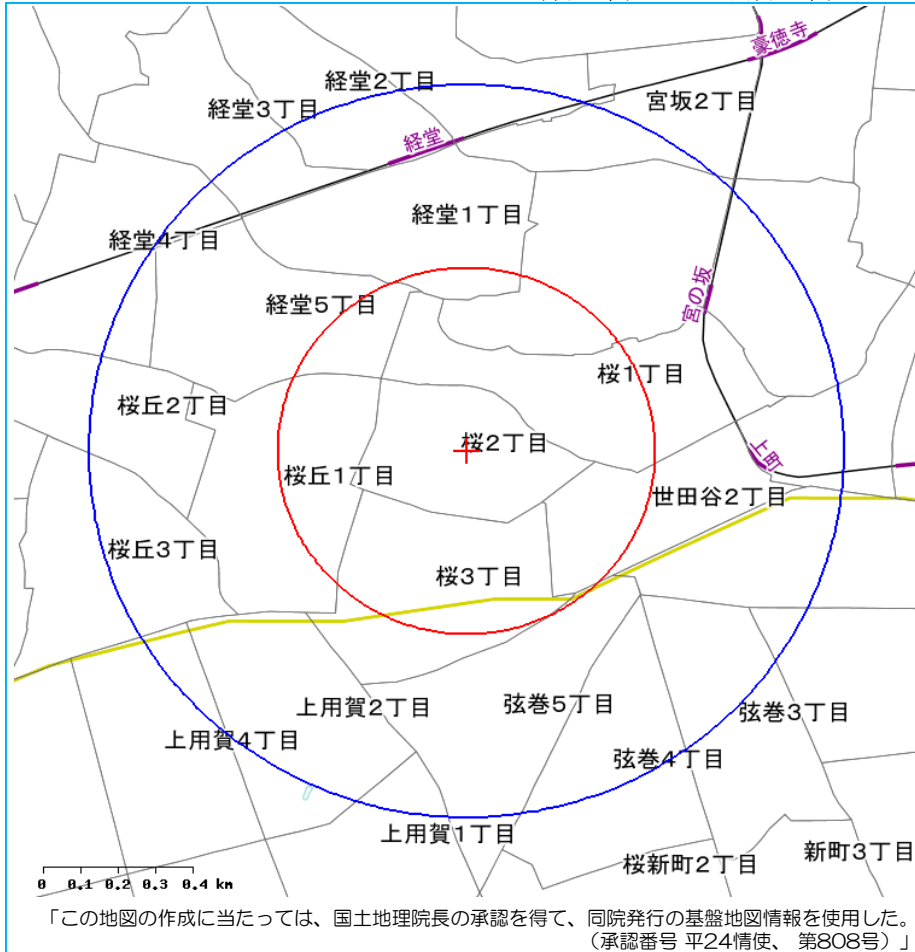 豪徳寺
経堂2丁目
宮坂2丁目
経堂3丁目
経堂
経堂1丁目
経堂4丁目
宮の坂
経堂5丁目
桜1丁目
桜丘2丁目
桜2丁目
上町
桜丘1丁目
世田谷2丁目
桜丘3丁目
桜3丁目
弦巻5丁目
上用賀2丁目
弦巻3丁目
上用賀4丁目
弦巻4丁目
上用賀1丁目
新町3丁目
桜新町2丁目
0 0.1 0.2 0.3 0.4 km
「この地図の作成に当たっては、国土地理院長の承認を得て、同院発行の基盤地図情報を使用した。
（承認番号 平24情使、 第808号）」